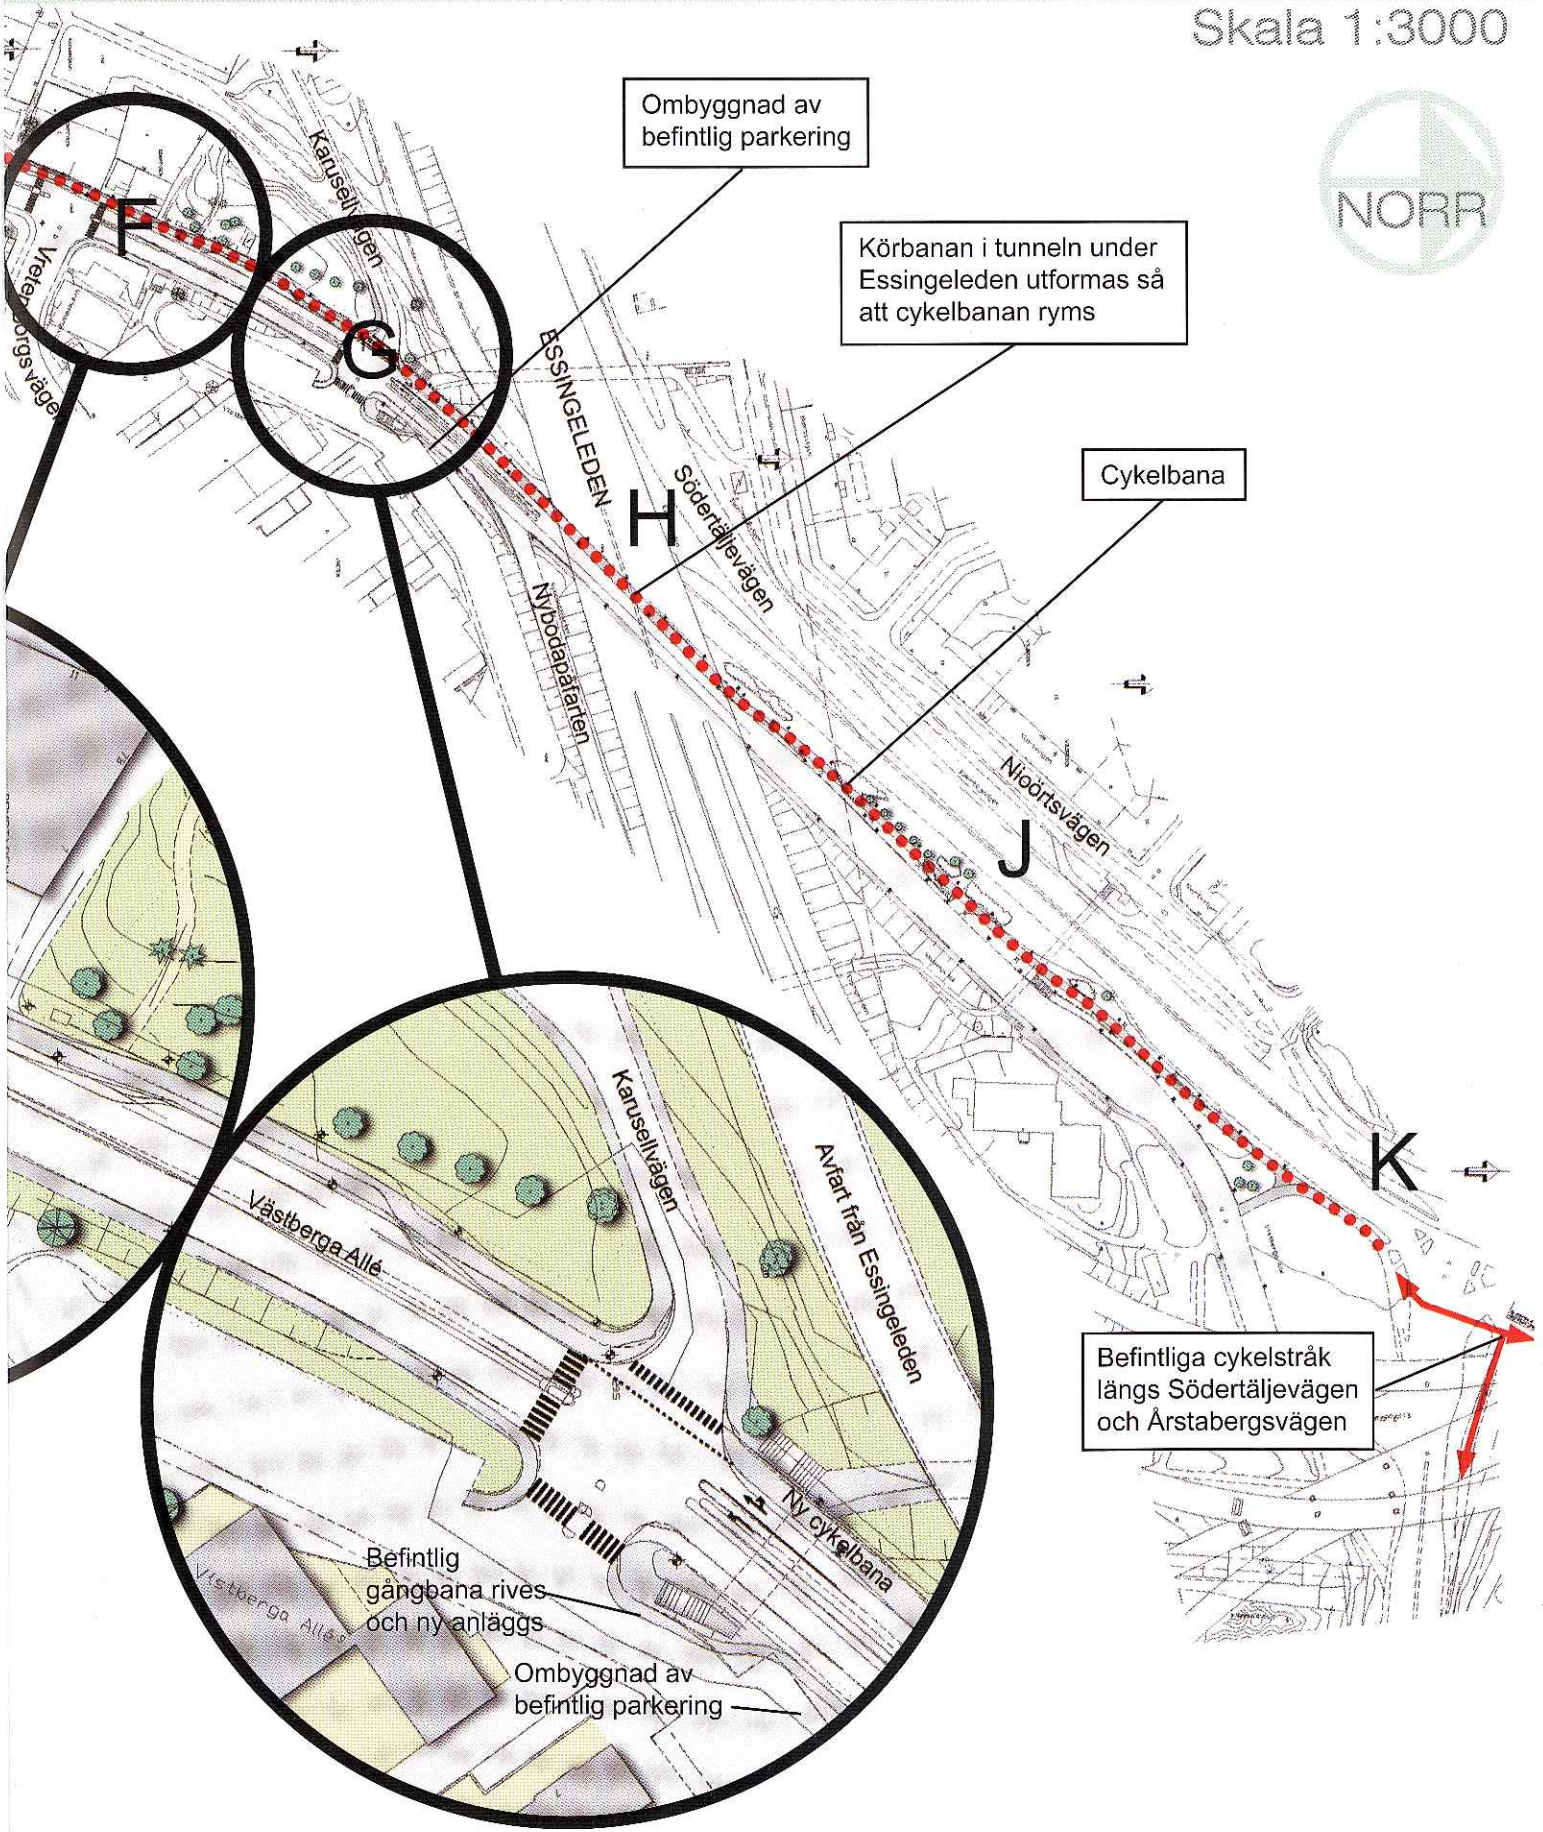 Skala 1:3000
NORR
Ombyggnad av
befintlig parkering
Körbanan i tunneln under
Essingeleden utformas så
att cykelbanan ryms
Cykelbana
Karusellvägen
F
G
ESSINGELEDEN
H
Södertäljevägen
Nybodapåfarten
Nioörtsvägen
J
K
Befintliga cykelstråk
längs Södertäljevägen
och Årstabergsvägen
Karusellvägen
Avfart från Essingeleden
Västberga Allé
Ny cykelbana
Befintlig
gångbana rives
och ny anläggs
Västberga Allé
Ombyggnad av
befintlig parkering